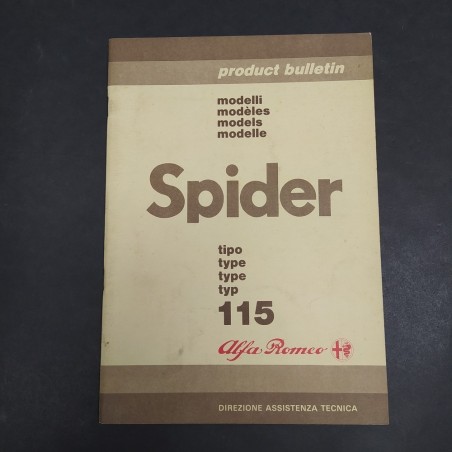 product bulletin
modelli
modèles
models
modelle
Spider
tipo
type
type
typ
115
Alfa Romeo
DIREZIONE ASSISTENZA TECNICA